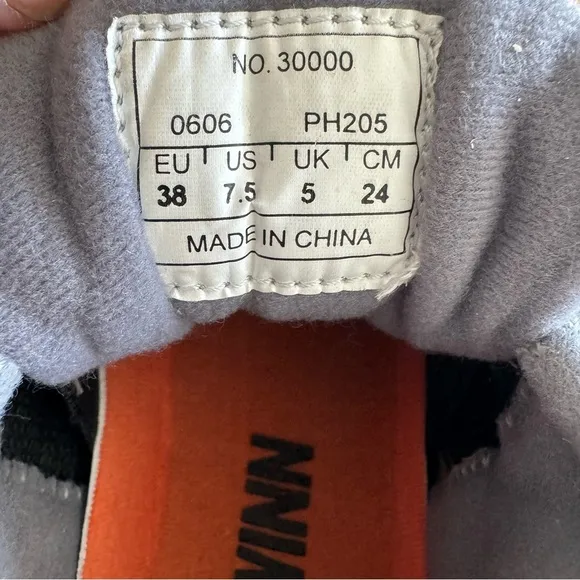 NO. 30000
0606 PH205
EU US UK CM
38 7.5 5 24
MADE IN CHINA